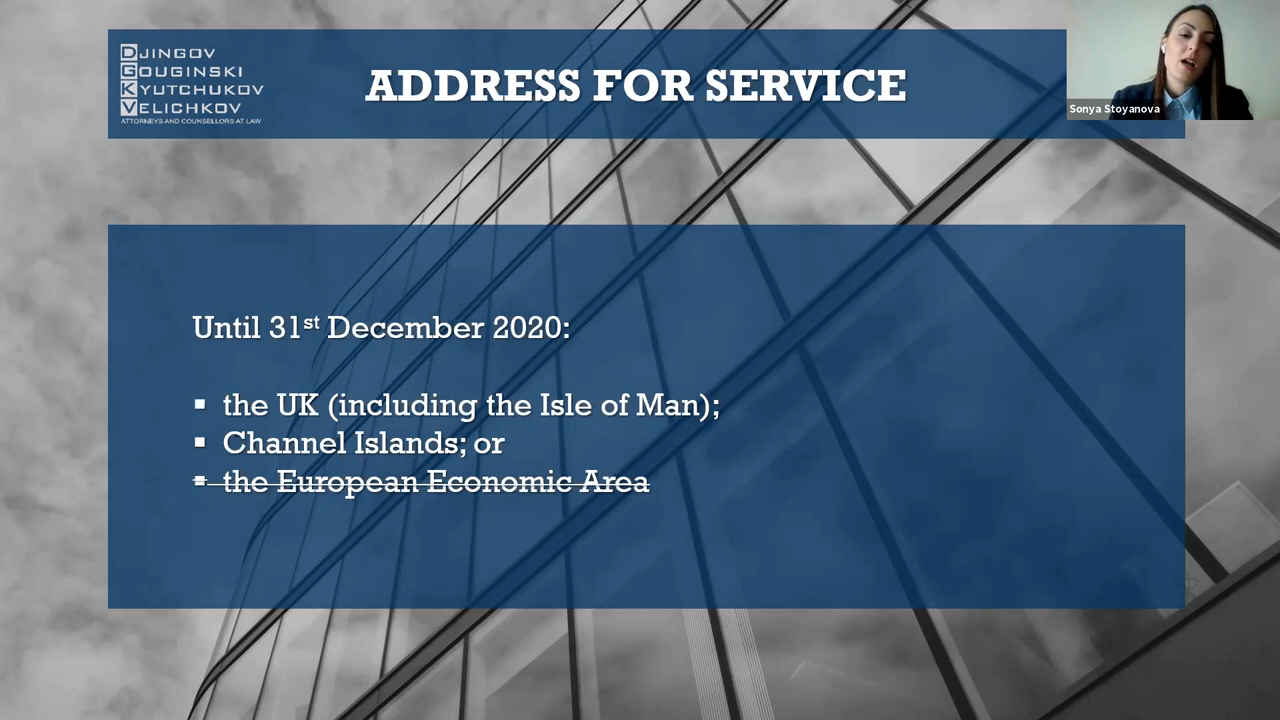 DJINGOV
GOUGINSKI
KYUTCHUKOV
VELICHKOV
ATTORNEYS AND COUNSELLORS AT LAW
ADDRESS FOR SERVICE
Sonya Stoyanova
Until 31st December 2020:
▪ the UK (including the Isle of Man);
▪ Channel Islands; or
▪ the European Economic Area